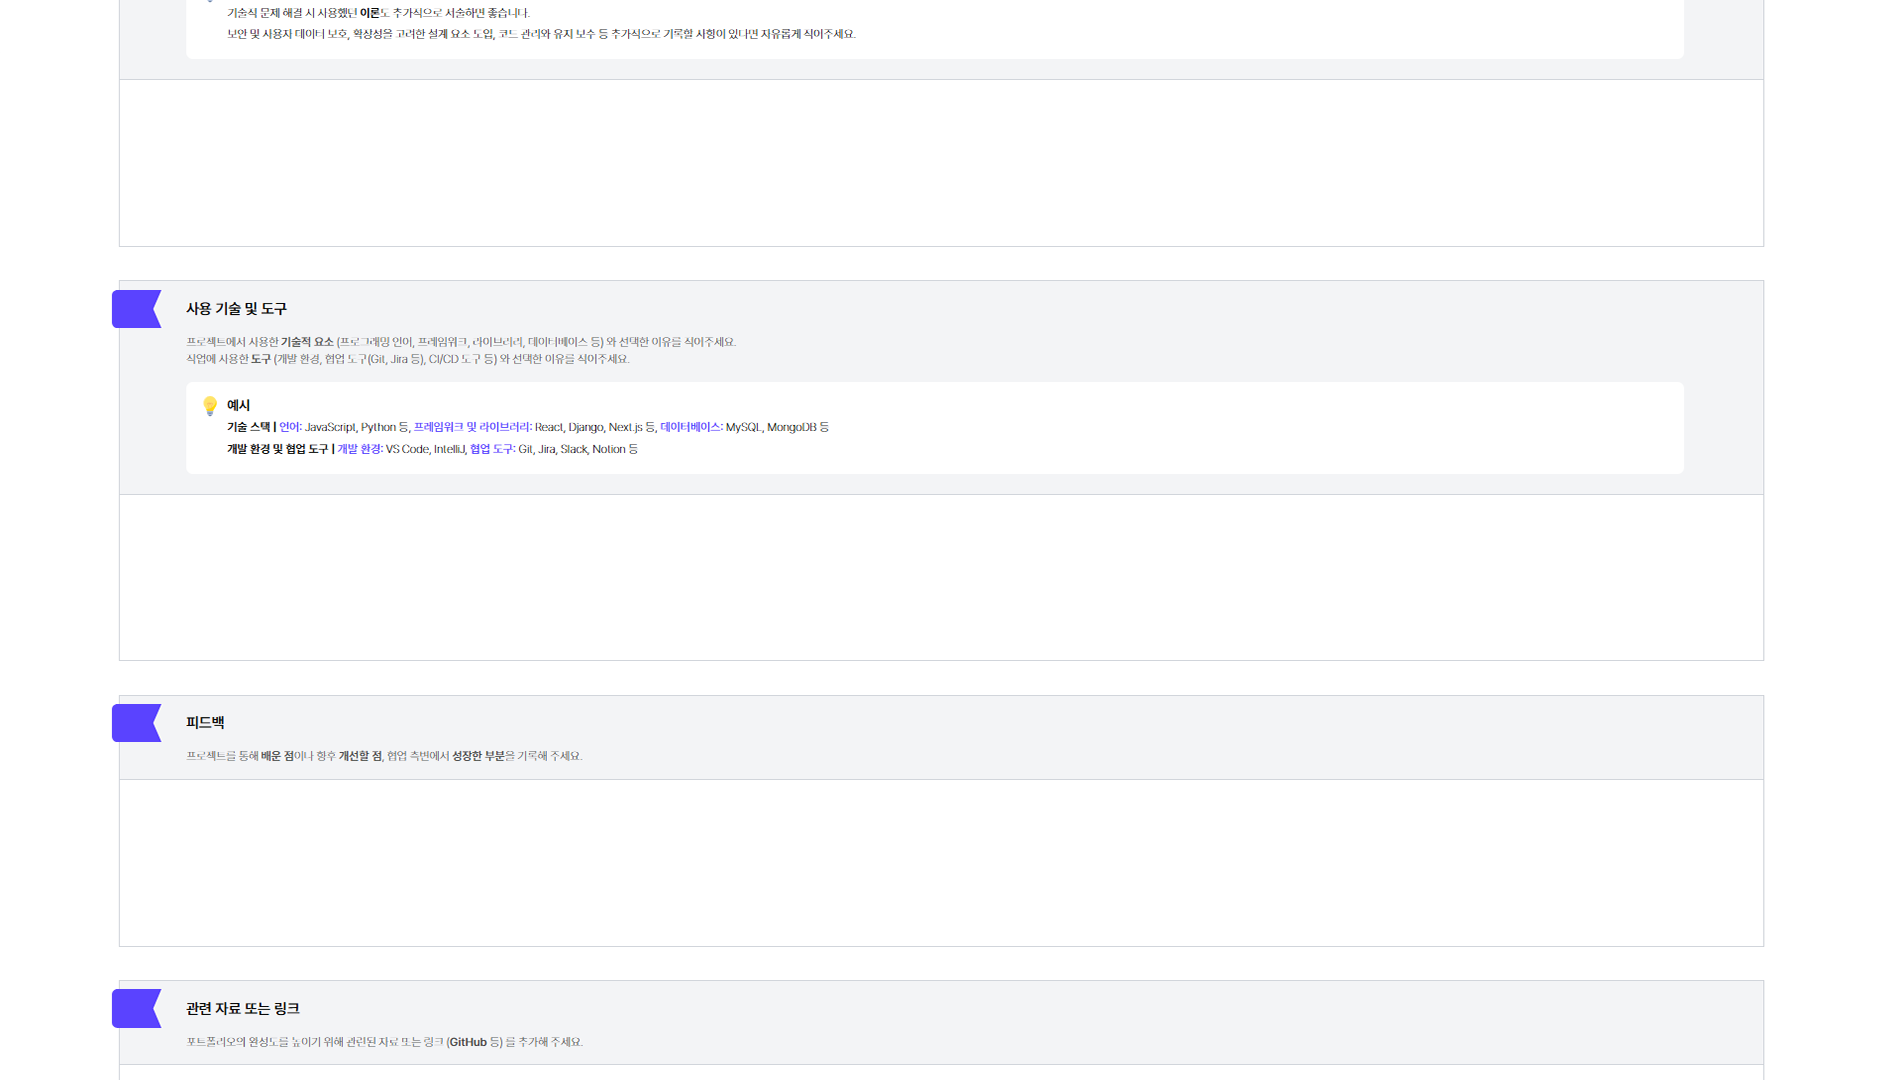 기술적 문제 해결 시 사용했던 이론도 추가적으로 서술하면 좋습니다.
보안 및 사용자 데이터 보호, 확장성을 고려한 설계 요소 도입, 코드 관리와 유지 보수 등 추가적으로 기록할 사항이 있다면 자유롭게 적어주세요.
사용 기술 및 도구
프로젝트에서 사용한 기술적 요소 (프로그래밍 언어, 프레임워크, 라이브러리, 데이터베이스 등) 와 선택한 이유를 적어주세요.
작업에 사용한 도구 (개발 환경, 협업 도구(Git, Jira 등), CI/CD 도구 등) 와 선택한 이유를 적어주세요.
예시
기술 스택 | 언어: JavaScript, Python 등, 프레임워크 및 라이브러리: React, Django, Next.js 등, 데이터베이스: MySQL, MongoDB 등
개발 환경 및 협업 도구 | 개발 환경: VS Code, IntelliJ, 협업 도구: Git, Jira, Slack, Notion 등
피드백
프로젝트를 통해 배운 점이나 향후 개선할 점, 협업 측면에서 성장한 부분을 기록해 주세요.
관련 자료 또는 링크
포트폴리오의 완성도를 높이기 위해 관련된 자료 또는 링크 (GitHub 등) 를 추가해 주세요.